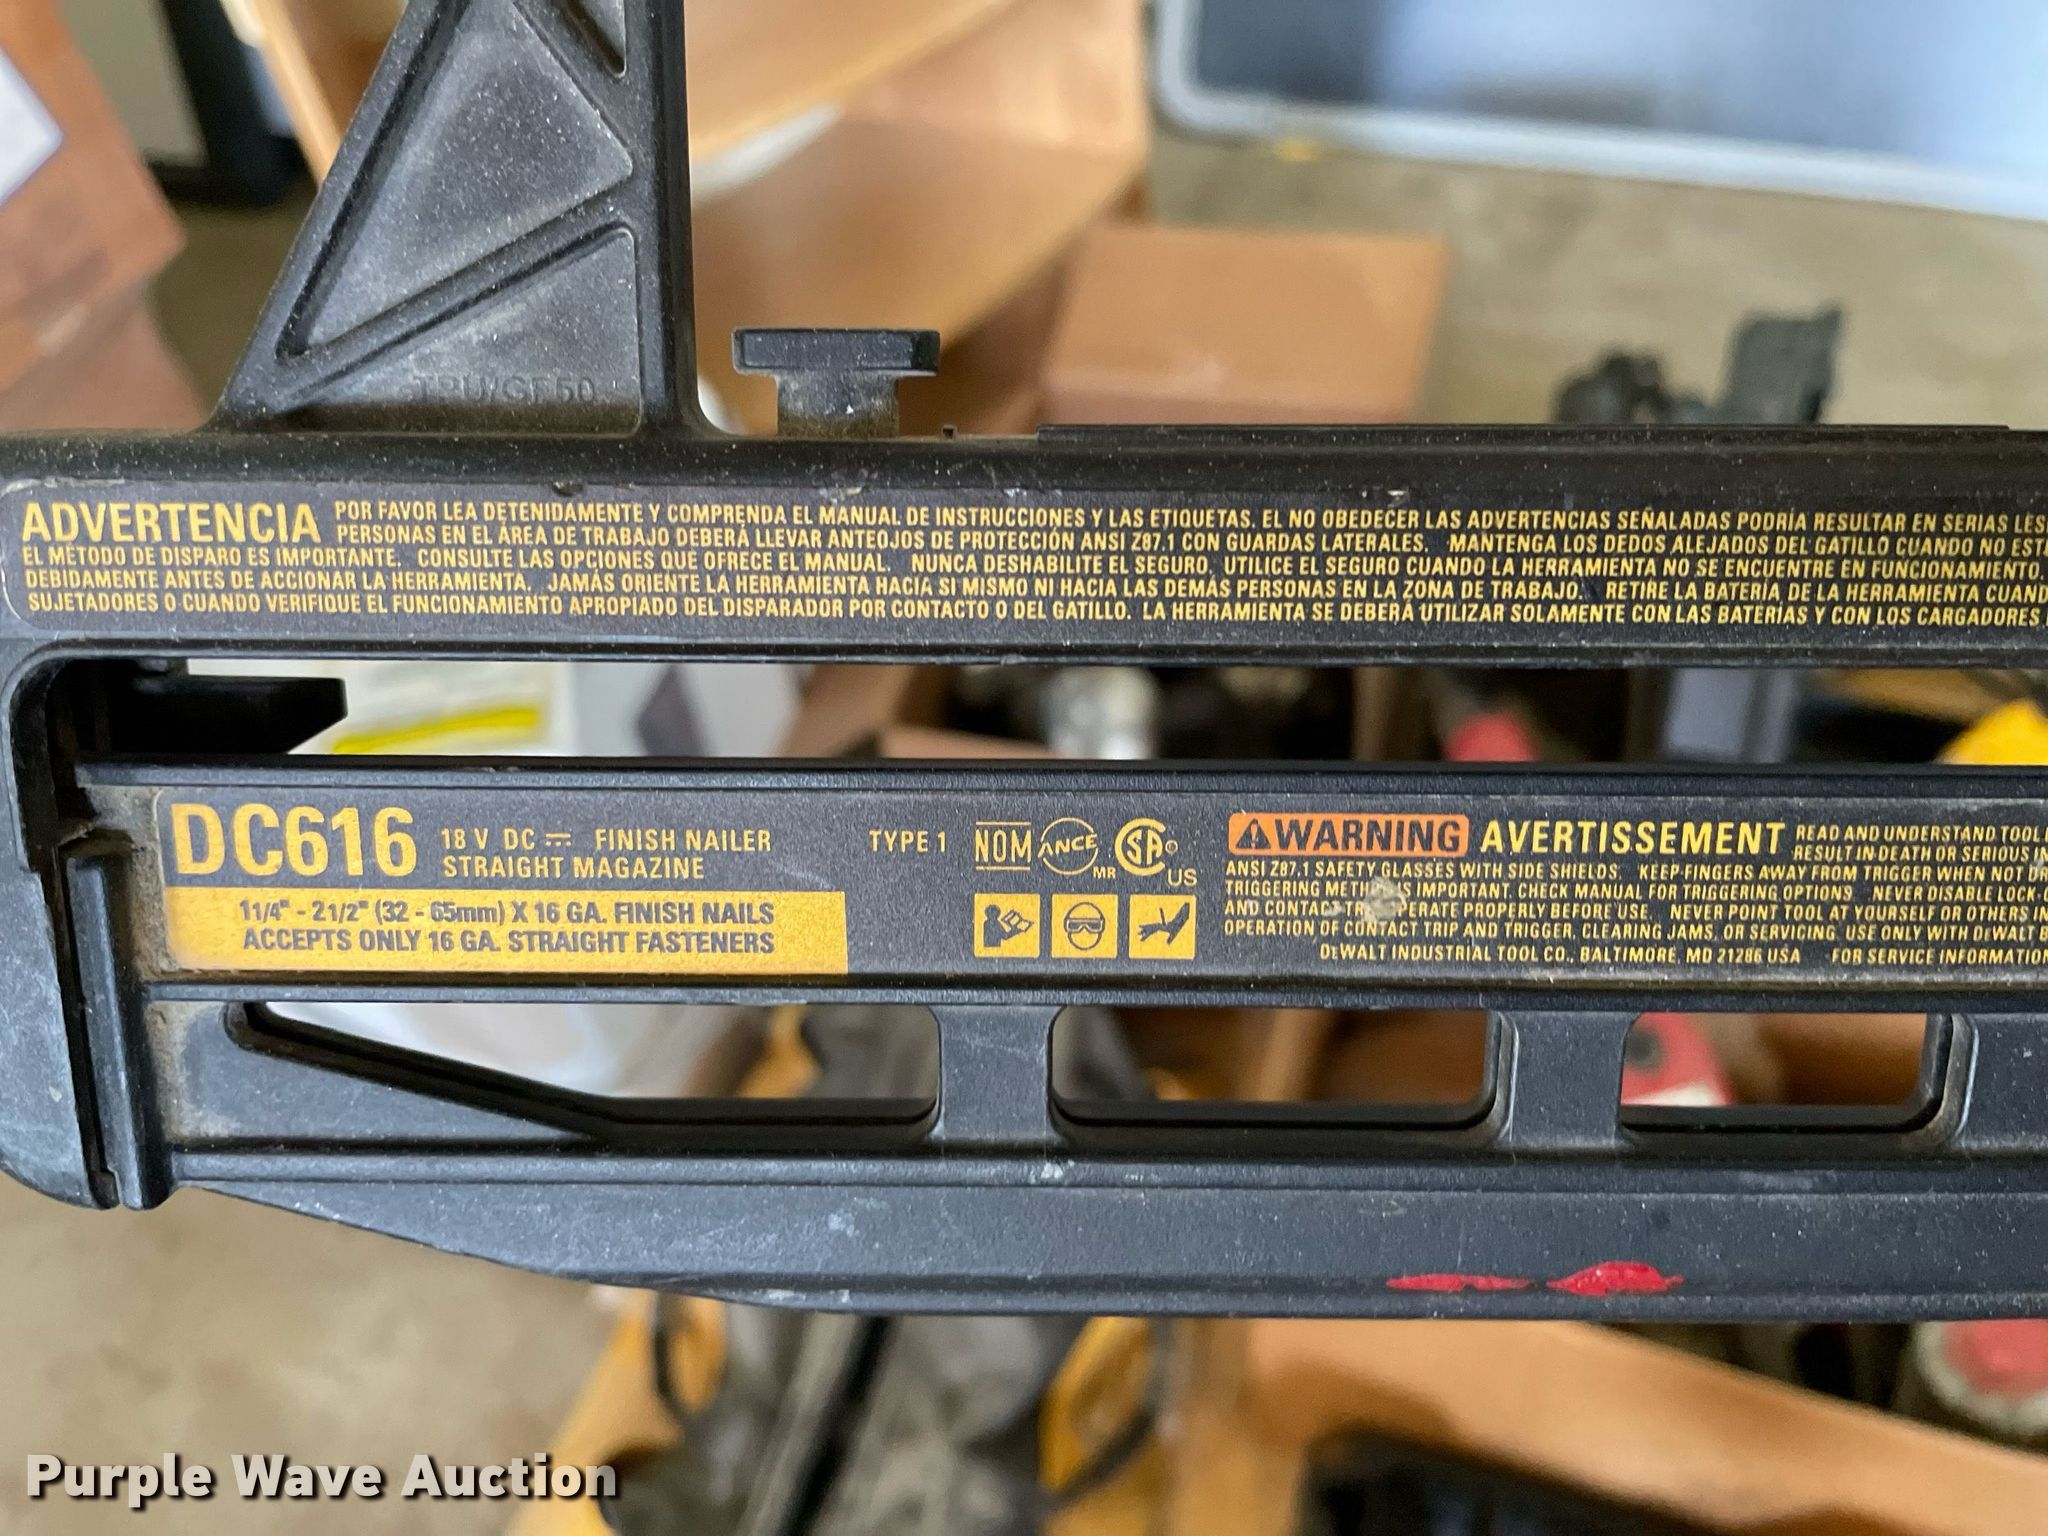 TPU/GF50
ADVERTENCIA POR FAVOR LEA DETENIDAMENTE Y COMPRENDA EL MANUAL DE INSTRUCCIONES Y LAS ETIQUETAS. EL NO OBEDECER LAS ADVERTENCIAS SEÑALADAS PODRÍA RESULTAR EN SERIAS
PERSONAS EN EL ÁREA DE TRABAJO DEBERÁ LLEVAR ANTEOJOS DE PROTECCIÓN ANSI Z87.1 CON GUARDAS LATERALES. MANTENGA LOS DEDOS ALEJADOS DEL GATILLO CUANDO NO
EL MÉTODO DE DISPARO ES IMPORTANTE. CONSULTE LAS OPCIONES QUE OFRECE EL MANUAL. NUNCA DESHABILITE EL SEGURO, UTILICE EL SEGURO CUANDO LA HERRAMIENTA NO SE ENCUENTRE EN FUNCIONAMIENTO.
DEBIDAMENTE ANTES DE ACCIONAR LA HERRAMIENTA. JAMÁS ORIENTE LA HERRAMIENTA HACIA SI MISMO NI HACIA LAS DEMÁS PERSONAS EN LA ZONA DE TRABAJO. RETIRE LA BATERÍA DE LA HERRAMIENTA
SUJETADORES O CUANDO VERIFIQUE EL FUNCIONAMIENTO APROPIADO DEL DISPARADOR POR CONTACTO O DEL GATILLO. LA HERRAMIENTA SE DEBERÁ UTILIZAR SOLAMENTE CON LAS BATERÍAS Y CON LOS CARGADORES
DC616 18 V DC FINISH NAILER
STRAIGHT MAGAZINE
1 1/4" - 2 1/2" (32 - 65mm) X 16 GA. FINISH NAILS
ACCEPTS ONLY 16 GA. STRAIGHT FASTENERS
TYPE 1 NOM ANCE MR SA US
WARNING AVERTISSEMENT READ AND UNDERSTAND TOOL
RESULT IN DEATH OR SERIOUS
ANSI Z87.1 SAFETY GLASSES WITH SIDE SHIELDS. KEEP FINGERS AWAY FROM TRIGGER WHEN NOT
TRIGGERING METHOD IS IMPORTANT. CHECK MANUAL FOR TRIGGERING OPTIONS. NEVER DISABLE
AND CONTACT OPERATE PROPERLY BEFORE USE. NEVER POINT TOOL AT YOURSELF OR OTHERS IN
OPERATION OF CONTACT TRIP AND TRIGGER, CLEARING JAMS, OR SERVICING. USE ONLY WITH DEWALT
DEWALT INDUSTRIAL TOOL CO., BALTIMORE, MD 21286 USA FOR SERVICE INFORMATION
Purple Wave Auction